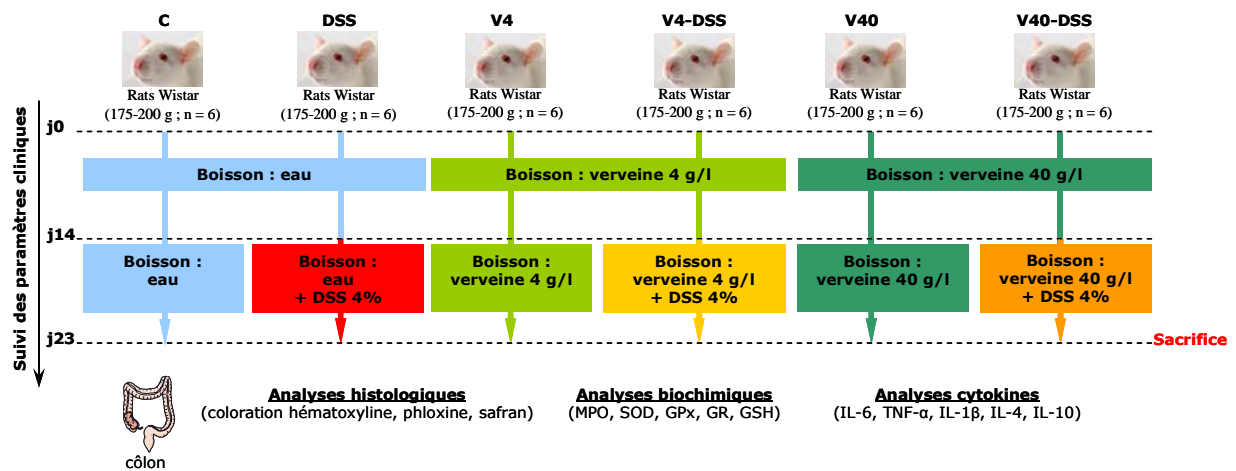 C DSS V4 V4-DSS V40 V40-DSS
Rats Wistar Rats Wistar Rats Wistar Rats Wistar Rats Wistar Rats Wistar
(175-200 g ; n = 6) (175-200 g ; n = 6) (175-200 g ; n = 6) (175-200 g ; n = 6) (175-200 g ; n = 6) (175-200 g ; n = 6)
Suivi des paramètres cliniques
j0
Boisson : eau Boisson : verveine 4 g/l Boisson : verveine 40 g/l
j14
Boisson :
eau
Boisson :
eau
+ DSS 4%
Boisson :
verveine 4 g/l
Boisson :
verveine 4 g/l
+ DSS 4%
Boisson :
verveine 40 g/l
Boisson :
verveine 40 g/l
+ DSS 4%
j23
Sacrifice
côlon
Analyses histologiques
(coloration hématoxyline, phloxine, safran)
Analyses biochimiques
(MPO, SOD, GPx, GR, GSH)
Analyses cytokines
(IL-6, TNF-α, IL-1β, IL-4, IL-10)